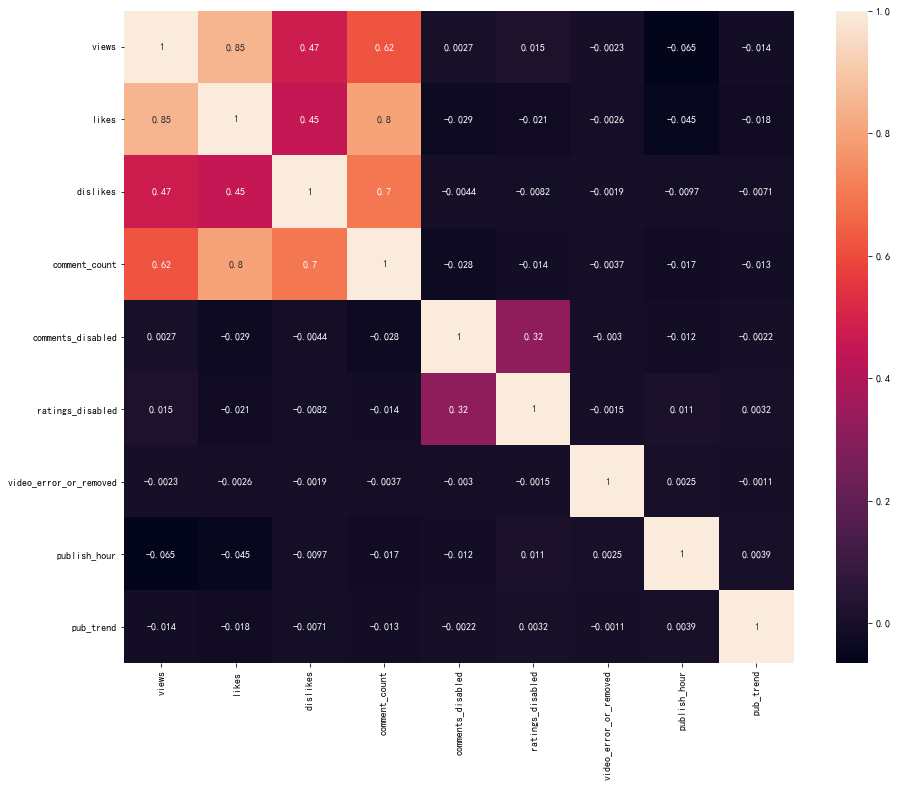 views 1 0.85 0.47 0.62 0.0027 0.015 −0.0023 −0.065 −0.014
likes 0.85 1 0.45 0.8 −0.029 −0.021 −0.0026 −0.045 −0.018
dislikes 0.47 0.45 1 0.7 −0.0044 −0.0082 −0.0019 −0.0097 −0.0071
comment_count 0.62 0.8 0.7 1 −0.028 −0.014 −0.0037 −0.017 −0.013
comments_disabled 0.0027 −0.029 −0.0044 −0.028 1 0.32 −0.003 −0.012 −0.0022
ratings_disabled 0.015 −0.021 −0.0082 −0.014 0.32 1 −0.0015 0.011 0.0032
video_error_or_removed −0.0023 −0.0026 −0.0019 −0.0037 −0.003 −0.0015 1 0.0025 −0.0011
publish_hour −0.065 −0.045 −0.0097 −0.017 −0.012 0.011 0.0025 1 0.0039
pub_trend −0.014 −0.018 −0.0071 −0.013 −0.0022 0.0032 −0.0011 0.0039 1
views
likes
dislikes
comment_count
comments_disabled
ratings_disabled
video_error_or_removed
publish_hour
pub_trend
1.0
0.8
0.6
0.4
0.2
0.0